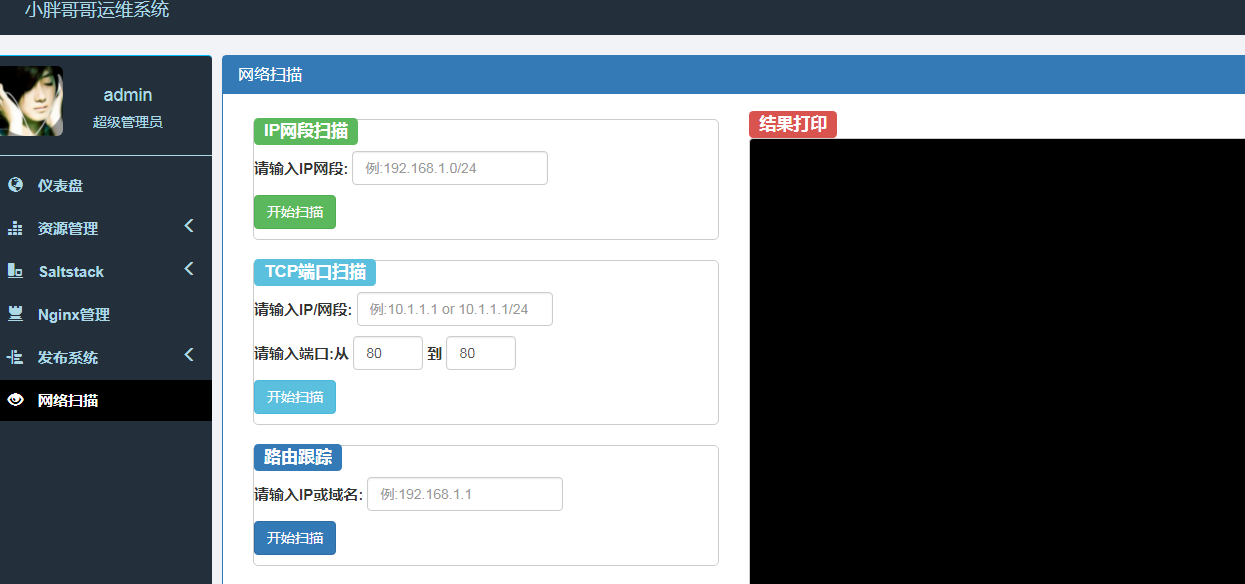 小胖哥哥运维系统
admin
超级管理员
仪表盘
资源管理
Saltstack
Nginx管理
发布系统
网络扫描
网络扫描
IP网段扫描
请输入IP网段: 例:192.168.1.0/24
开始扫描
TCP端口扫描
请输入IP/网段: 例:10.1.1.1 or 10.1.1.1/24
请输入端口:从 80 到 80
开始扫描
路由跟踪
请输入IP或域名: 例:192.168.1.1
开始扫描
结果打印